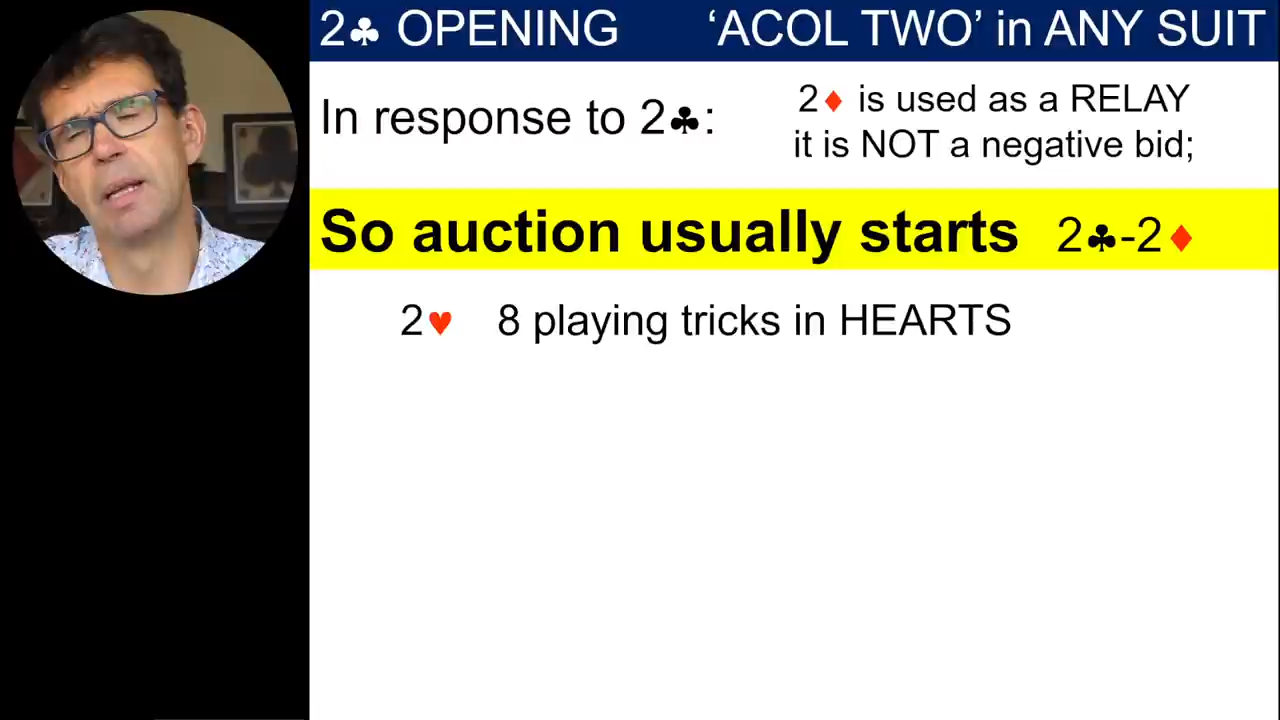 2♣ OPENING ‘ACOL TWO’ in ANY SUIT
In response to 2♣:
2♦ is used as a RELAY
it is NOT a negative bid;
So auction usually starts 2♣-2♦
2♥ 8 playing tricks in HEARTS